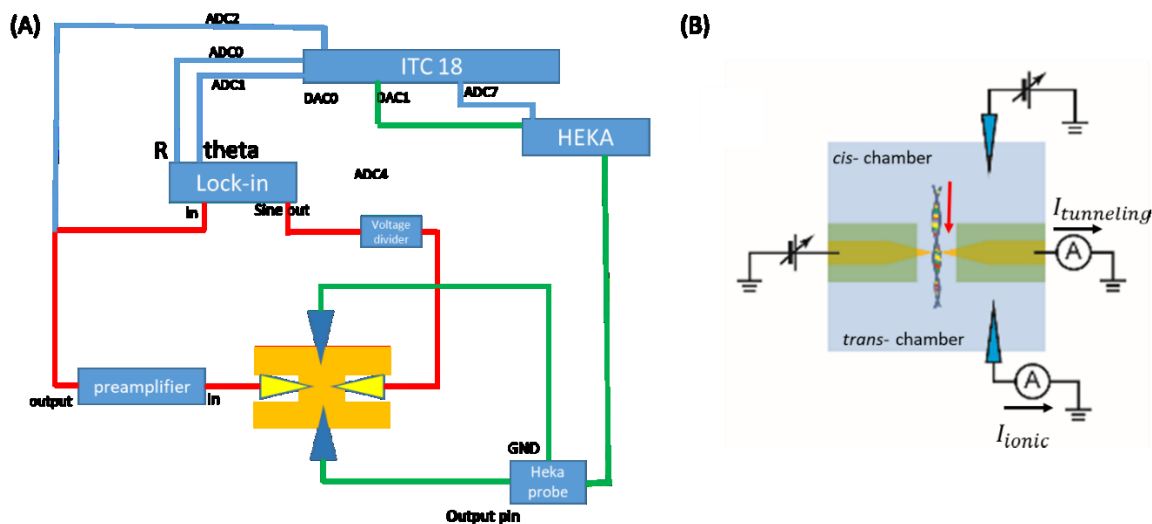 (A)
ADC2
ADC0
ADC1
ITC 18
DAC0
DAC1
ADC7
HEKA
R theta
Lock-in
ADC4
in
Sine out
Voltage
divider
preamplifier
output
in
GND
Heka
probe
Output pin
(B)
cis- chamber
I_tunneling
A
trans- chamber
A
I_ionic